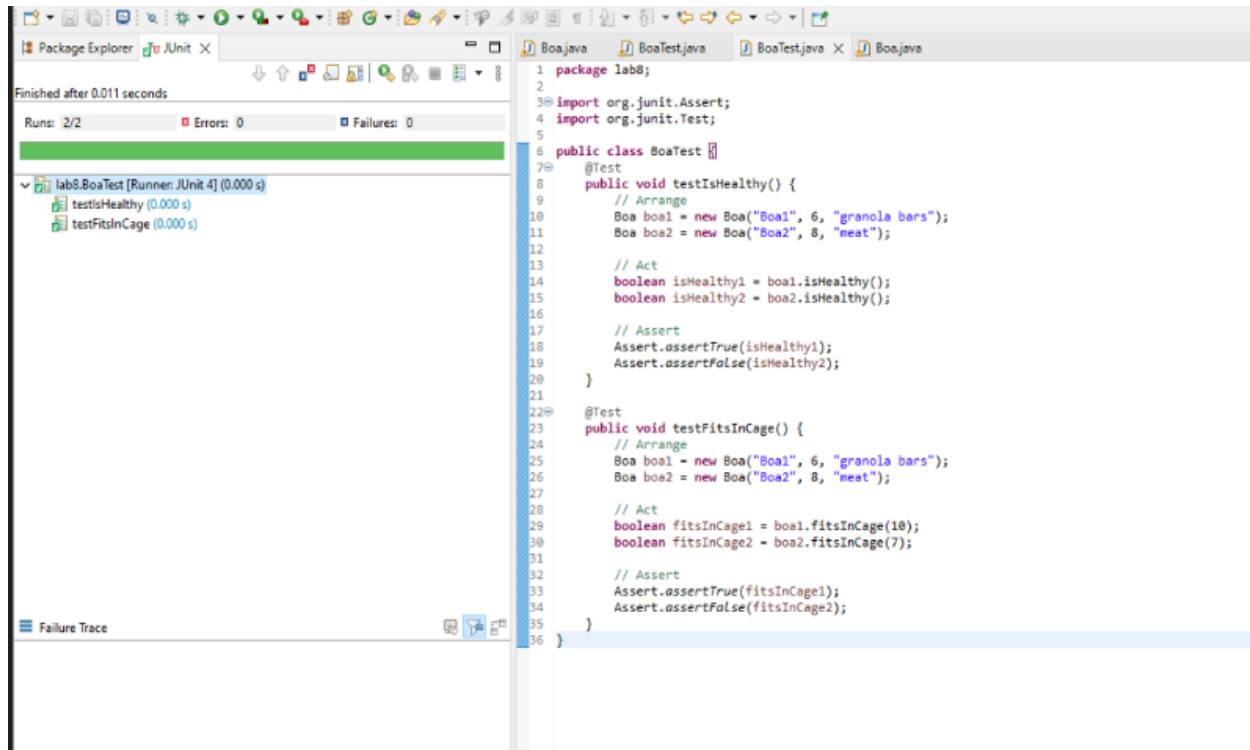 Package Explorer JUnit
Finished after 0.011 seconds
Runs: 2/2 Errors: 0 Failures: 0
lab8.BoaTest [Runner: JUnit 4] (0.000 s)
testIsHealthy (0.000 s)
testFitsInCage (0.000 s)
Failure Trace
Boa.java BoaTest.java BoaTest.java Boa.java
1 package lab8;
2
3 import org.junit.Assert;
4 import org.junit.Test;
5
6 public class BoaTest {
7 @Test
8 public void testIsHealthy() {
9 // Arrange
10 Boa boa1 = new Boa("Boa1", 6, "granola bars");
11 Boa boa2 = new Boa("Boa2", 8, "meat");
12
13 // Act
14 boolean isHealthy1 = boa1.isHealthy();
15 boolean isHealthy2 = boa2.isHealthy();
16
17 // Assert
18 Assert.assertTrue(isHealthy1);
19 Assert.assertFalse(isHealthy2);
20 }
21
22 @Test
23 public void testFitsInCage() {
24 // Arrange
25 Boa boa1 = new Boa("Boa1", 6, "granola bars");
26 Boa boa2 = new Boa("Boa2", 8, "meat");
27
28 // Act
29 boolean fitsInCage1 = boa1.fitsInCage(10);
30 boolean fitsInCage2 = boa2.fitsInCage(7);
31
32 // Assert
33 Assert.assertTrue(fitsInCage1);
34 Assert.assertFalse(fitsInCage2);
35 }
36 }